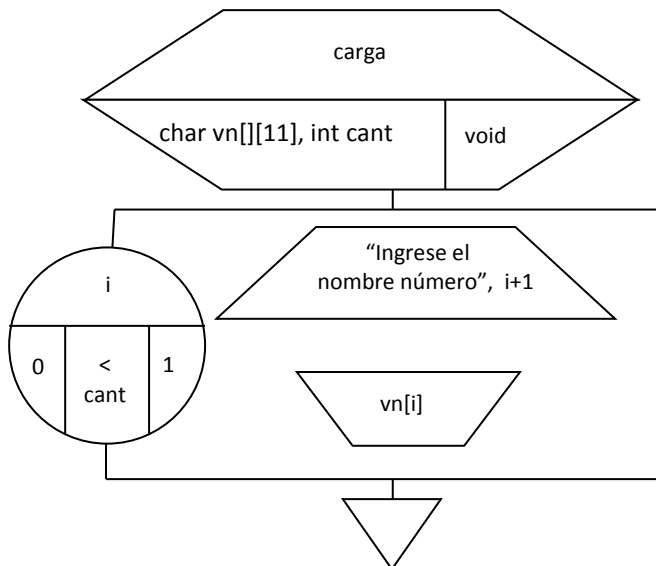 carga
char vn[][11], int cant
void
“Ingrese el
nombre número”, i+1
i
0
<
cant
1
vn[i]